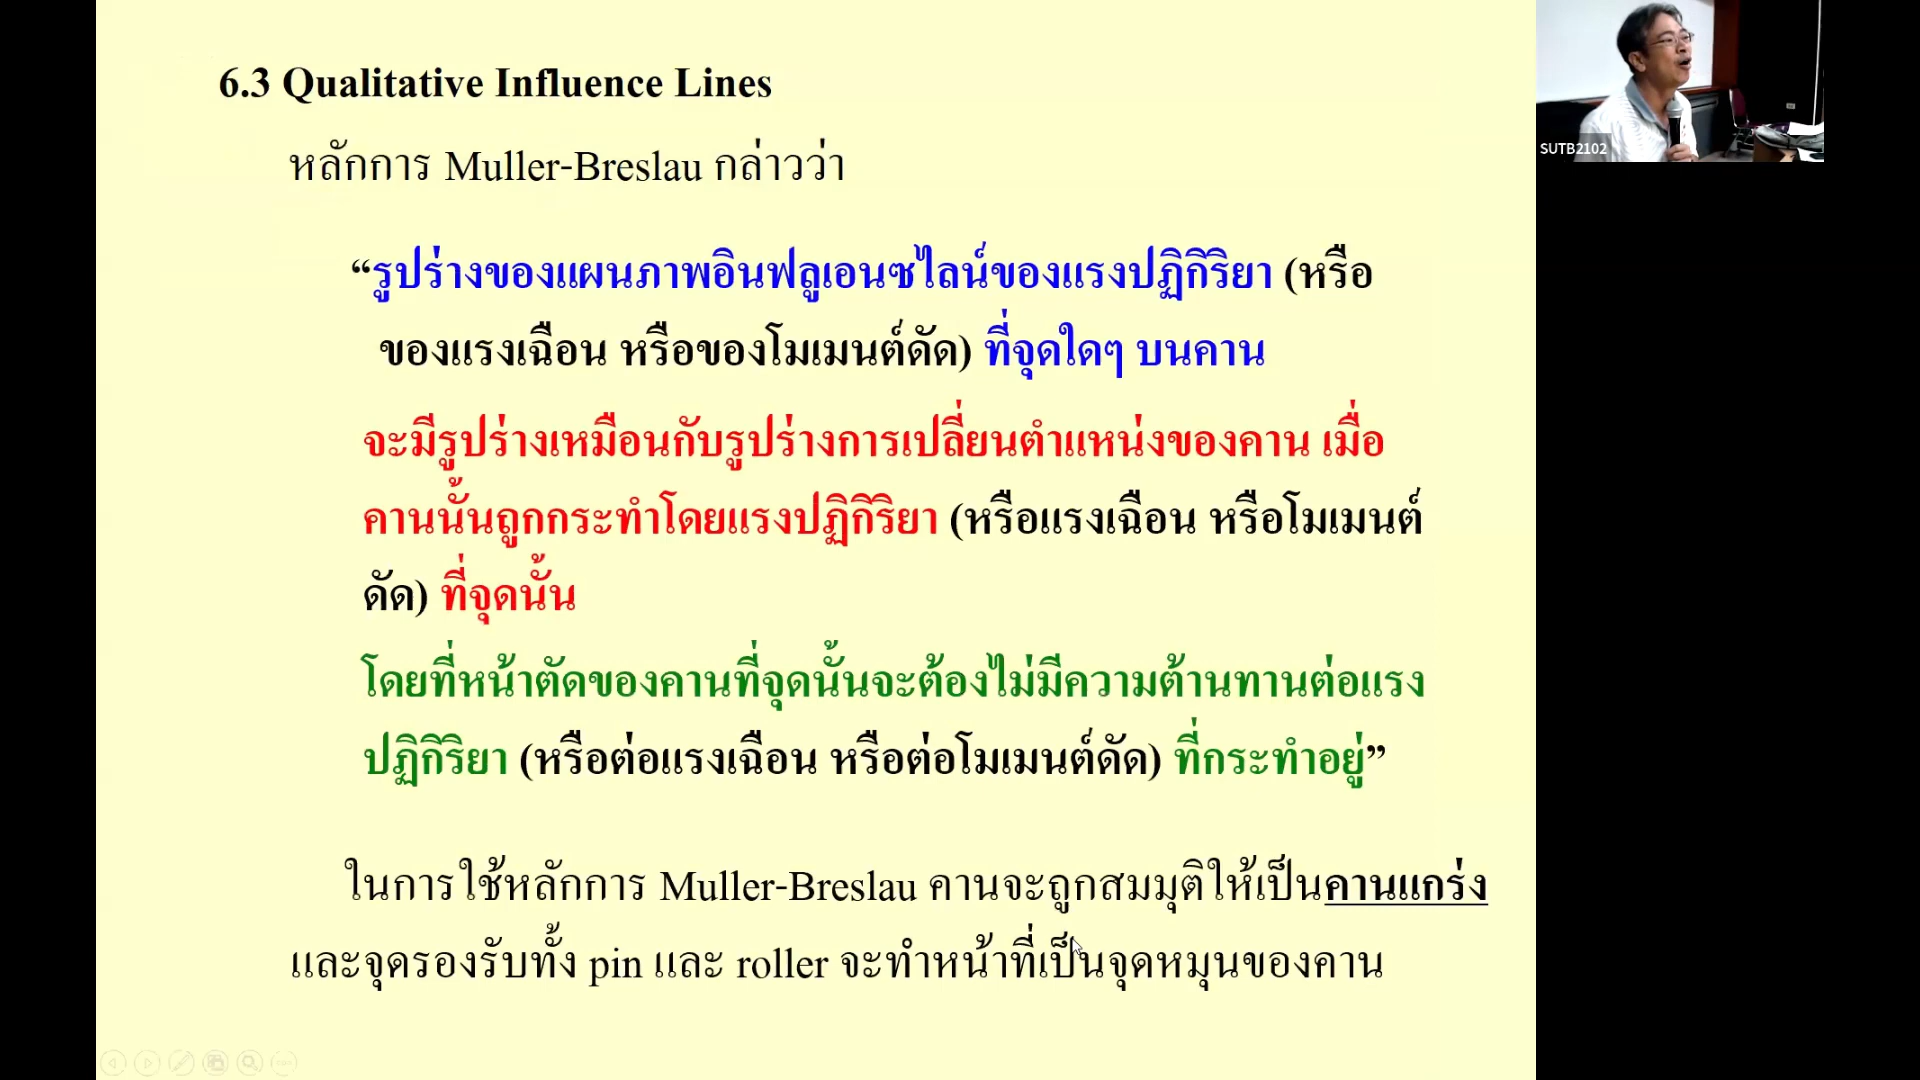 6.3 Qualitative Influence Lines
หลักการ Muller-Breslau กล่าวว่า
“รูปร่างของแผนภาพอินฟลูเอนซไลน์ของแรงปฏิกิริยา (หรือ
ของแรงเฉือน หรือของโมเมนต์ดัด) ที่จุดใดๆ บนคาน
จะมีรูปร่างเหมือนกับรูปร่างการเปลี่ยนตำแหน่งของคาน เมื่อ
คานนั้นถูกกระทำโดยแรงปฏิกิริยา (หรือแรงเฉือน หรือโมเมนต์
ดัด) ที่จุดนั้น
โดยที่หน้าตัดของคานที่จุดนั้นจะต้องไม่มีความต้านทานต่อแรง
ปฏิกิริยา (หรือต่อแรงเฉือน หรือต่อโมเมนต์ดัด) ที่กระทำอยู่”
ในการใช้หลักการ Muller-Breslau คานจะถูกสมมุติให้เป็นคานแกร่ง
และจุดรองรับทั้ง pin และ roller จะทำหน้าที่เป็นจุดหมุนของคาน
SUTB2102